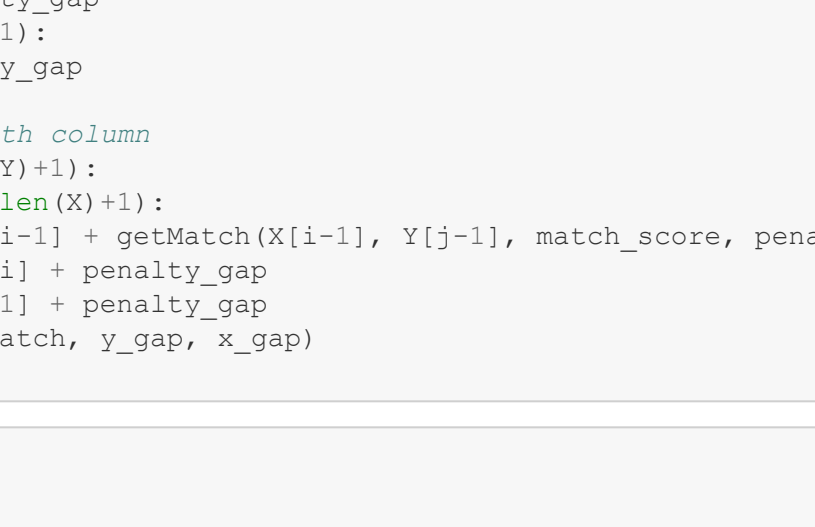 ty_gap
1):
y_gap
th column
Y)+1):
len(X)+1):
i-1] + getMatch(X[i-1], Y[j-1], match_score, pena
i] + penalty_gap
1] + penalty_gap
atch, y_gap, x_gap)